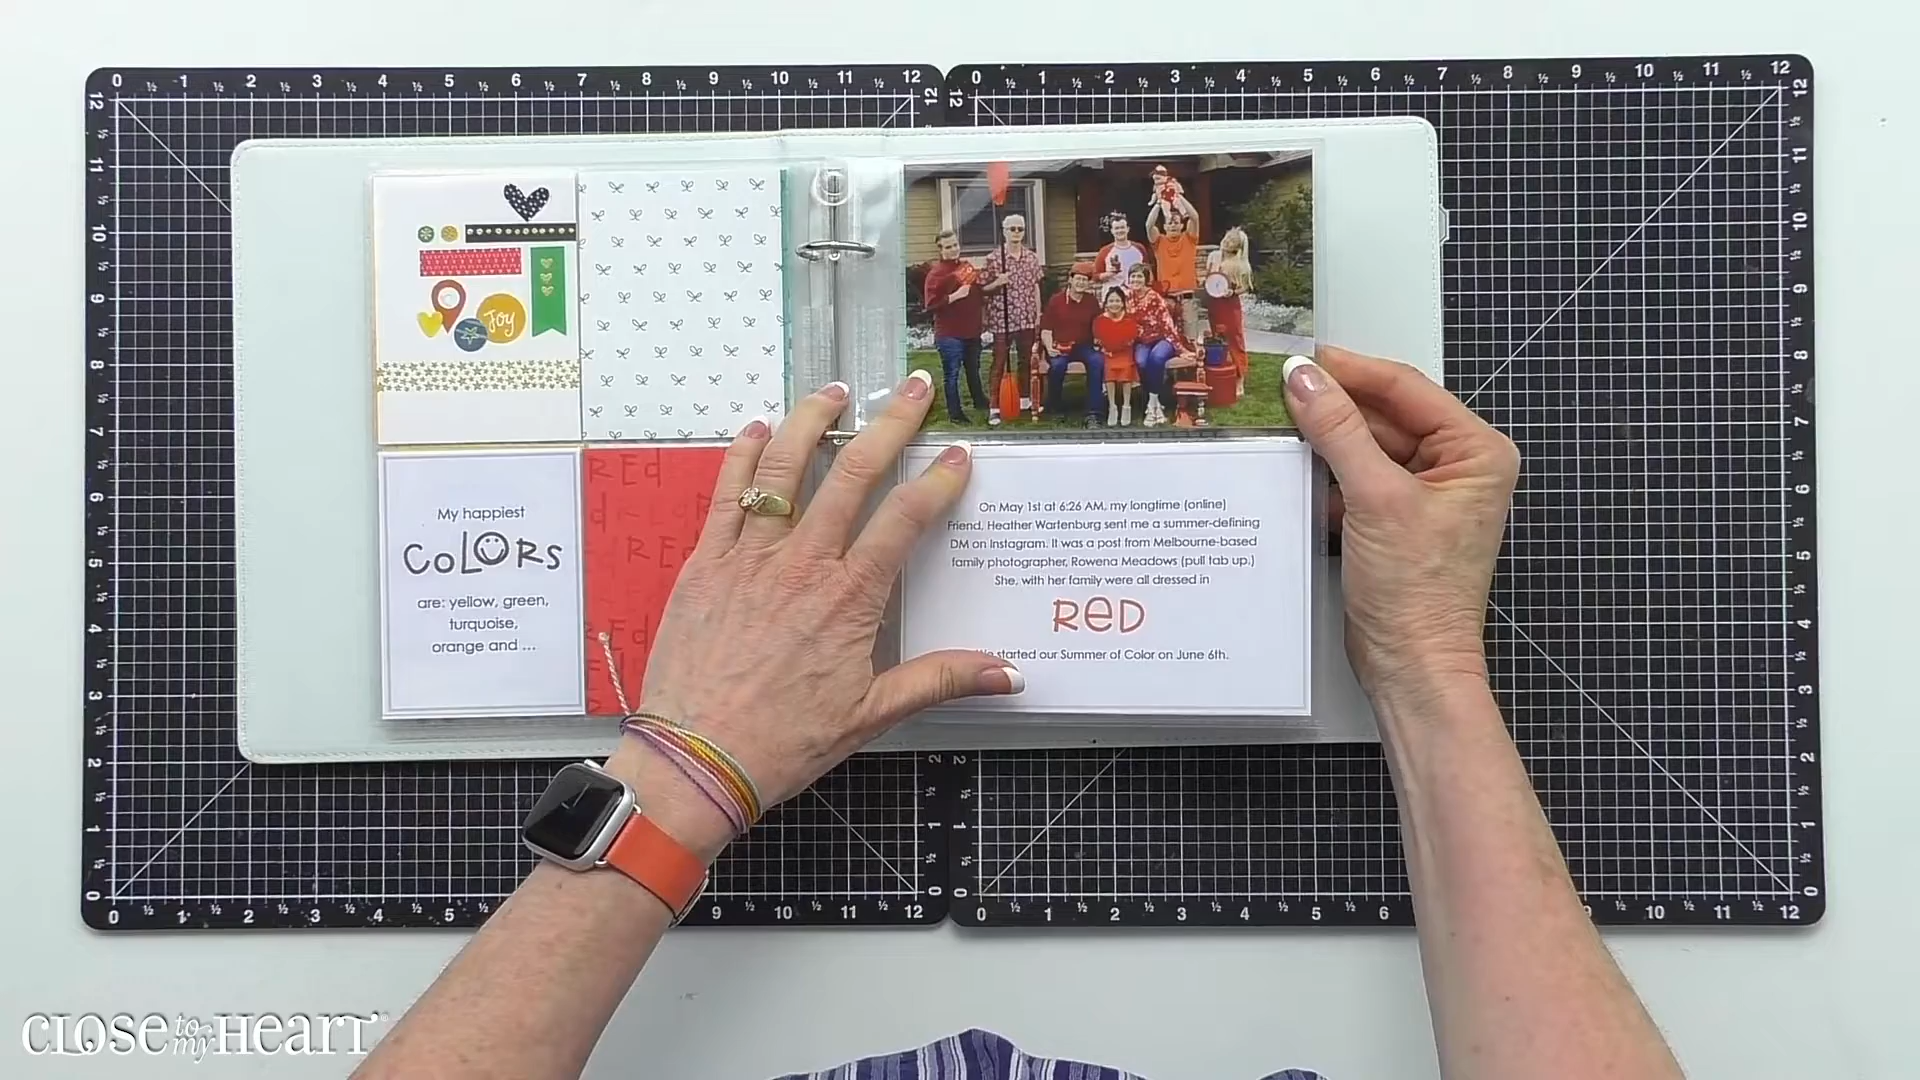 Joy
My happiest
COLORS
are: yellow, green,
turquoise,
orange and ...
REd
REd
REd
On May 1st at 6:26 AM, my longtime (online)
Friend, Heather Wartenburg sent me a summer-defining
DM on Instagram. It was a post from Melbourne-based
family photographer, Rowena Meadows (pull tab up.)
She, with her family were all dressed in
ReD
started our Summer of Color on June 6th.
CLOSE to my HEART®